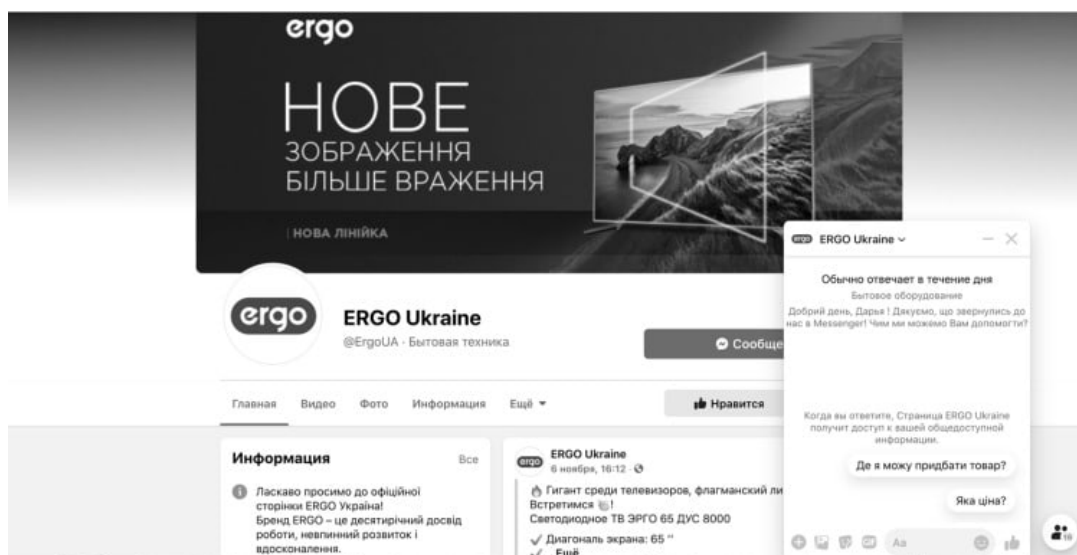 ergo
НОВЕ
ЗОБРАЖЕННЯ
БІЛЬШЕ ВРАЖЕННЯ
НОВА ЛІНІЙКА
ergo
ERGO Ukraine
@ErgoUA · Бытовая техника
Сообще
Главная Видео Фото Информация Ещё
Нравится
Информация Все
Ласкаво просимо до офіційної
сторінки ERGO Україна!
Бренд ERGO – це десятирічний досвід
роботи, невпинний розвиток і
вдосконалення.
ergo
ERGO Ukraine
6 ноября, 16:12
Гигант среди телевизоров, флагманский ли
Встретимся !
Светодиодное ТВ ЭРГО 65 ДУС 8000
✓ Диагональ экрана: 65 "
✓ ... Ещё
ergo ERGO Ukraine
Обычно отвечает в течение дня
Бытовое оборудование
Добрий день, Дарья ! Дякуємо, що звернулись до
нас в Messenger! Чим ми можемо Вам допомогти?
Когда вы ответите, Страница ERGO Ukraine
получит доступ к вашей общедоступной
информации.
Де я можу придбати товар?
Яка ціна?
GIF Aa
16